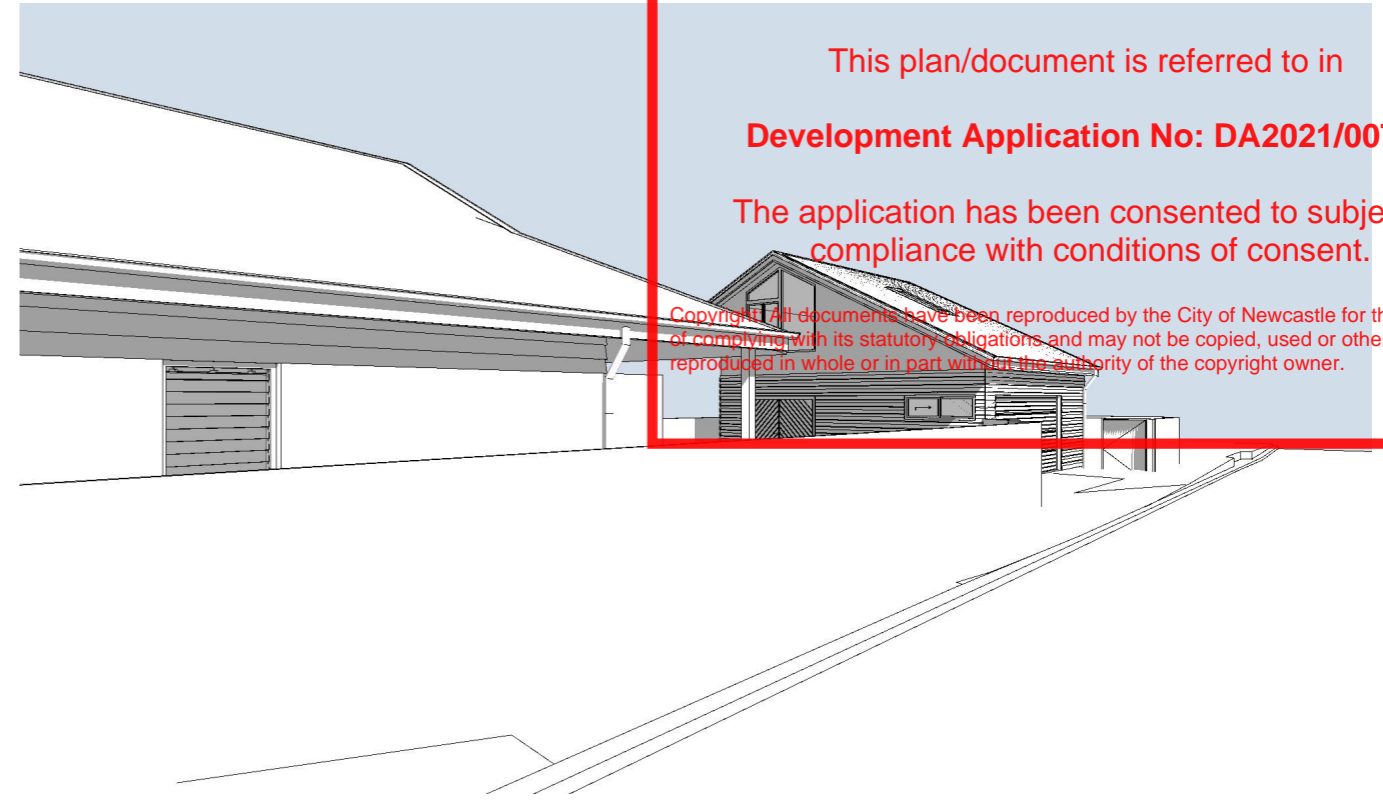 This plan/document is referred to in
Development Application No: DA2021/00
The application has been consented to
compliance with conditions of consent.
Copyright: All documents have been reproduced by the City of Newcastle for
of complying with its statutory obligations and may not be copied, used or
reproduced in whole or in part without the authority of the copyright owner.